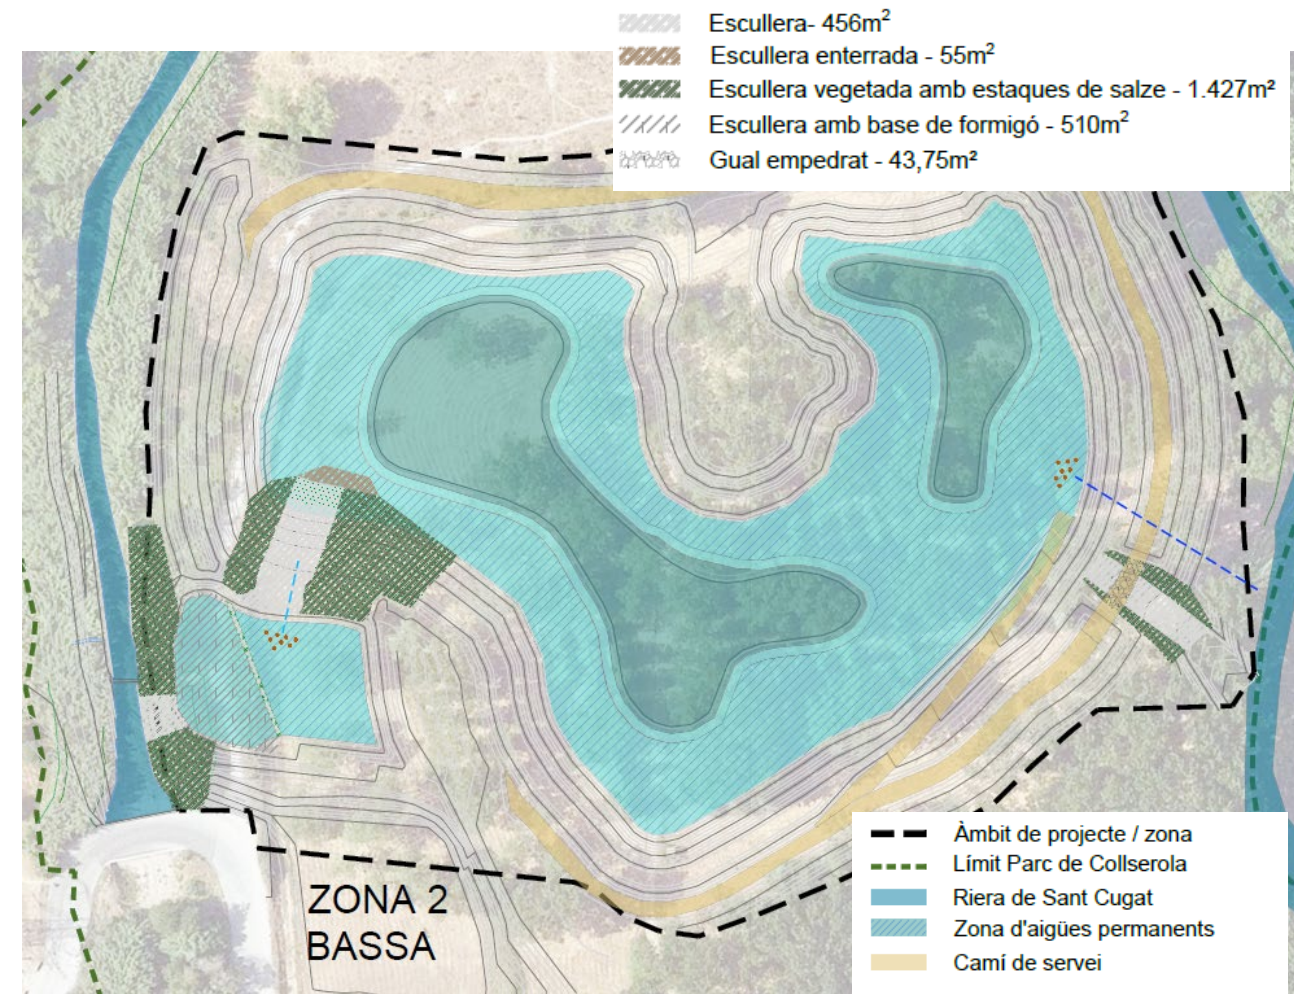 Escullera- 456m²
Escullera enterrada - 55m²
Escullera vegetada amb estaques de salze - 1.427m²
Escullera amb base de formigó - 510m²
Gual empedrat - 43,75m²
ZONA 2
BASSA
Àmbit de projecte / zona
Límit Parc de Collserola
Riera de Sant Cugat
Zona d'aigües permanents
Camí de servei